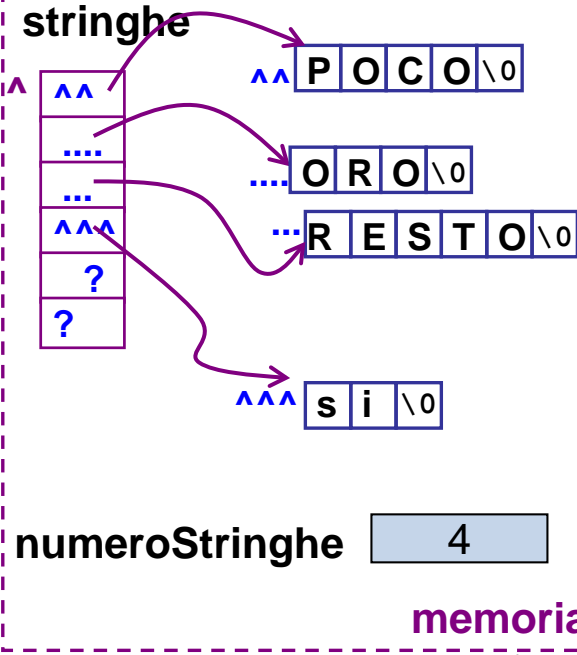 stringhe
^ ^^ ^^ P O C O \0
.... .... O R O \0
... ... R E S T O \0
^^^
?
?
^^^ s i \0
numeroStringhe 4
memoria